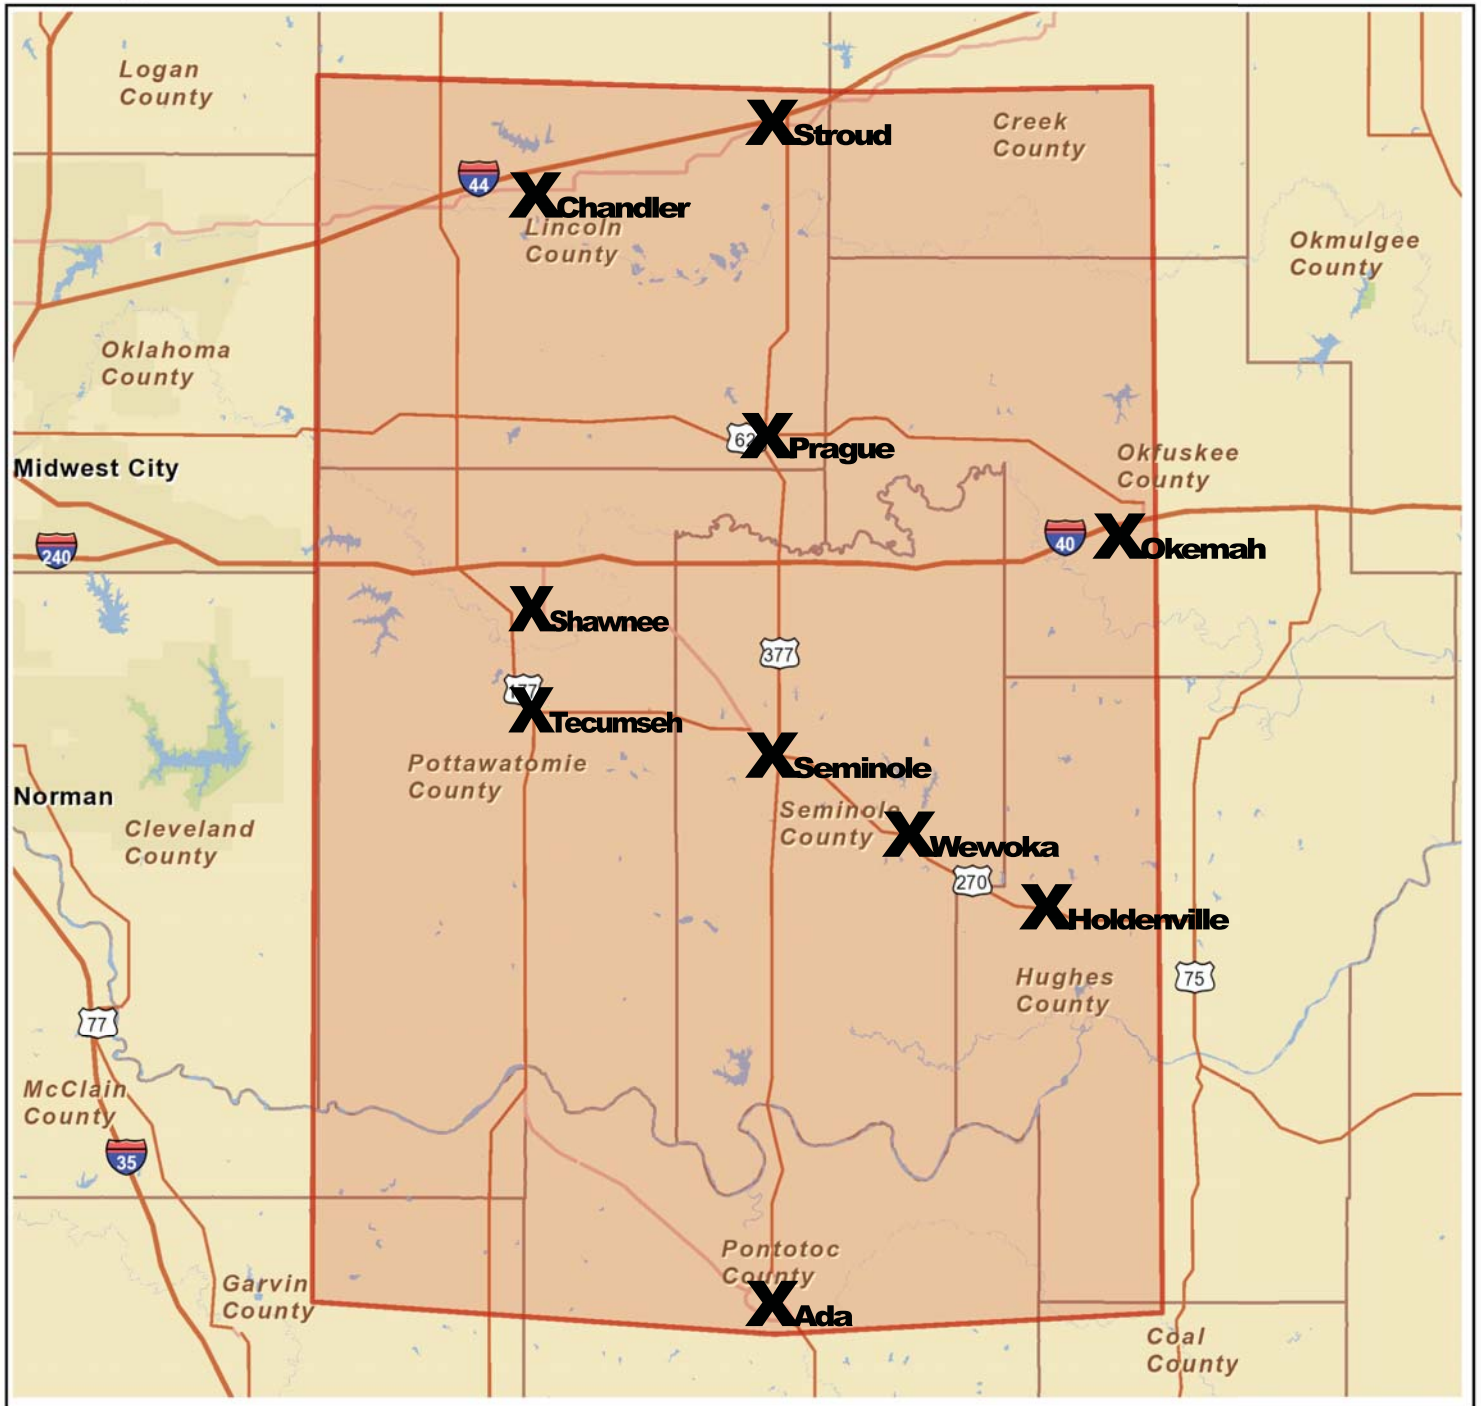 Logan
County
Creek
County
Stroud
44
Chandler
Lincoln
County
Okmulgee
County
Oklahoma
County
62
Prague
Midwest City
Okfuskee
County
240
40
Okemah
Shawnee
377
177
Tecumseh
Pottawatomie
County
Seminole
Norman
Seminole
County
Cleveland
County
Wewoka
270
Holdenville
Hughes
County
75
77
McClain
County
35
Pontotoc
County
Garvin
County
Ada
Coal
County